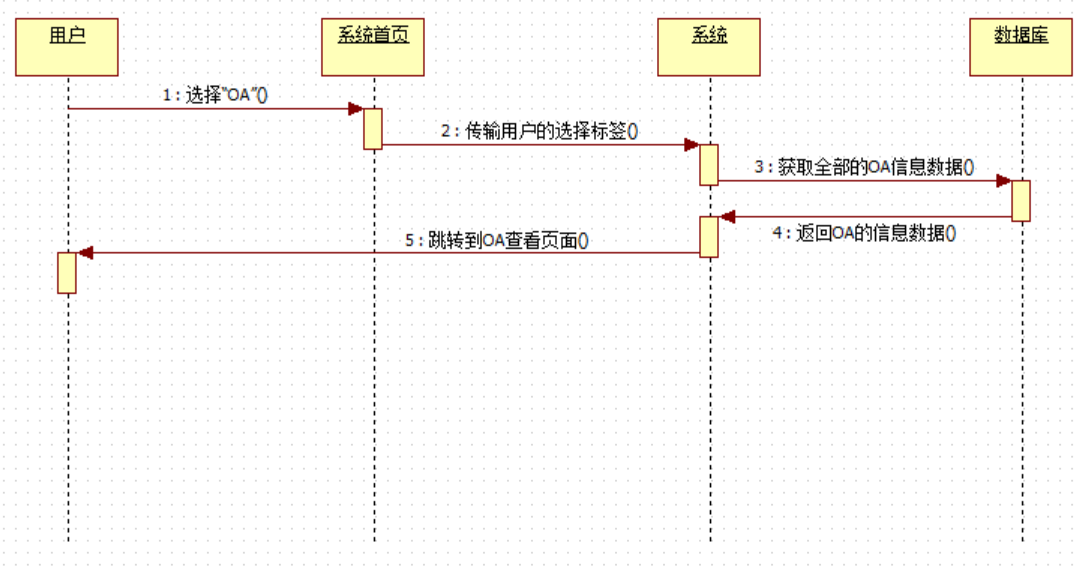 用户
系统首页
系统
数据库
1 : 选择"OA"()
2 : 传输用户的选择标签()
3 : 获取全部的OA信息数据()
4 : 返回OA的信息数据()
5 : 跳转到OA查看页面()